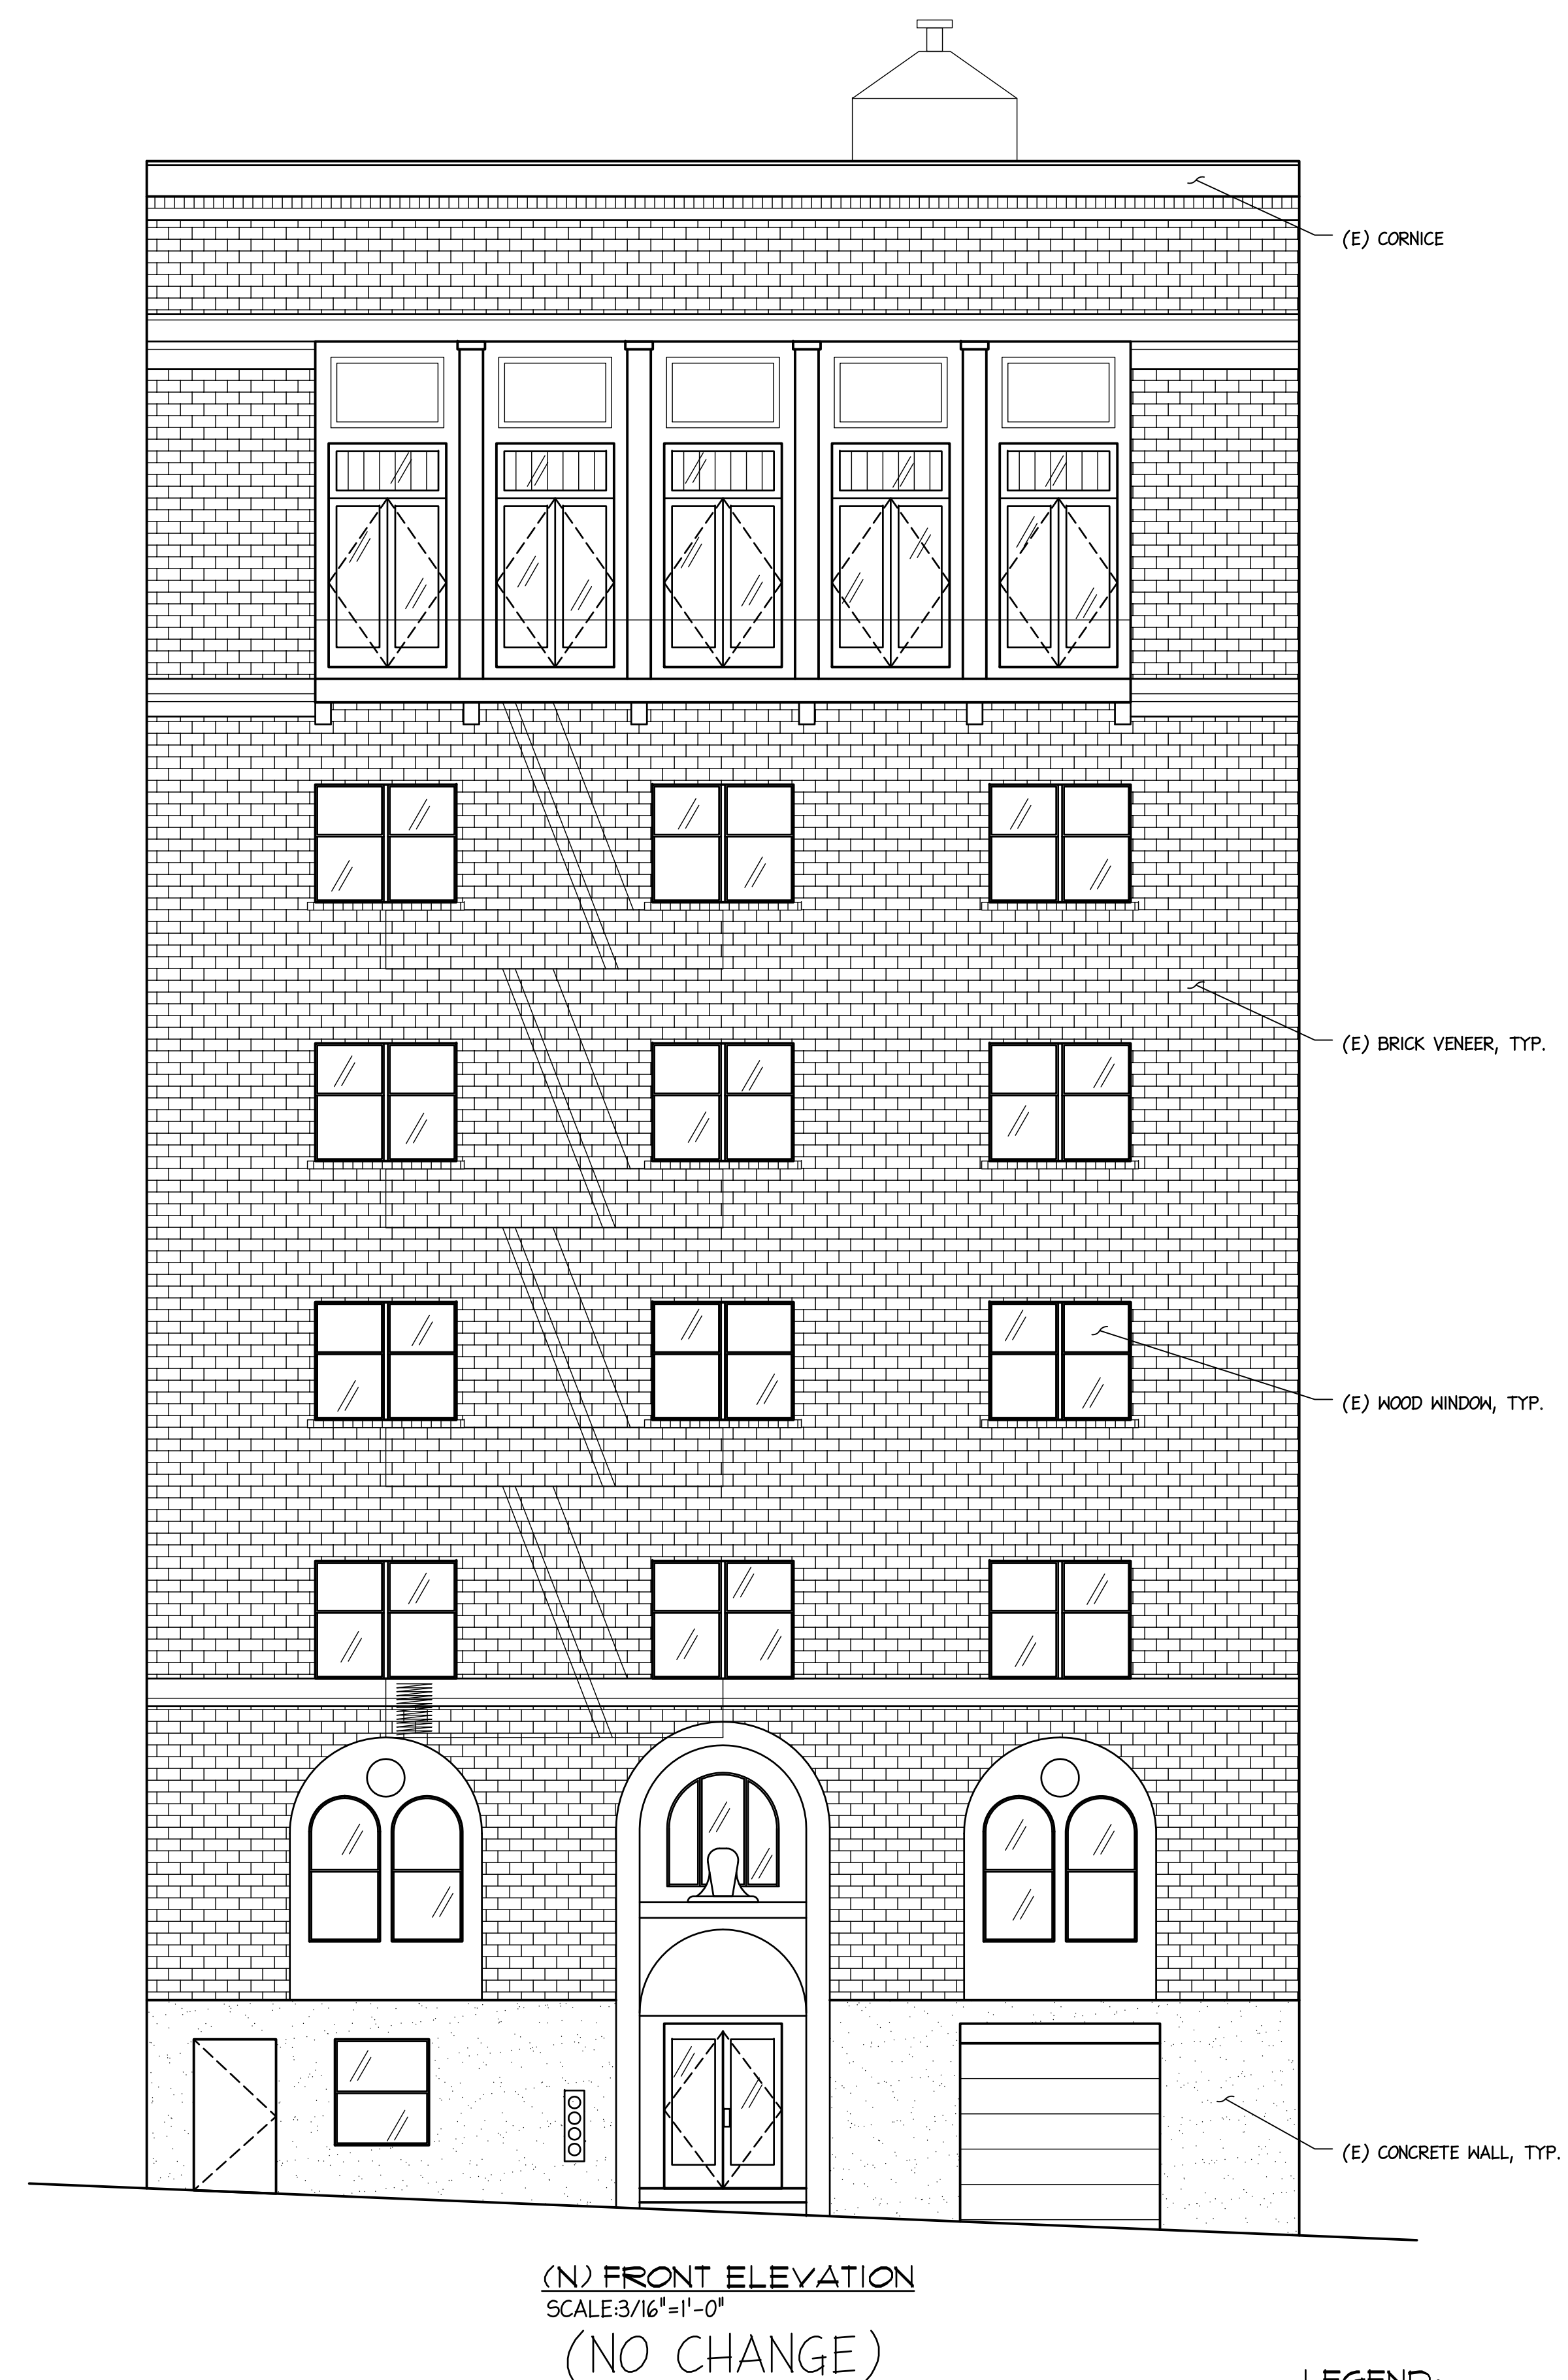 (E) CORNICE
(E) BRICK VENEER, TYP.
(E) WOOD WINDOW, TYP.
(E) CONCRETE WALL, TYP.
(N) FRONT ELEVATION
SCALE:3/16"=1'-0"
(NO CHANGE)
LEGEND: